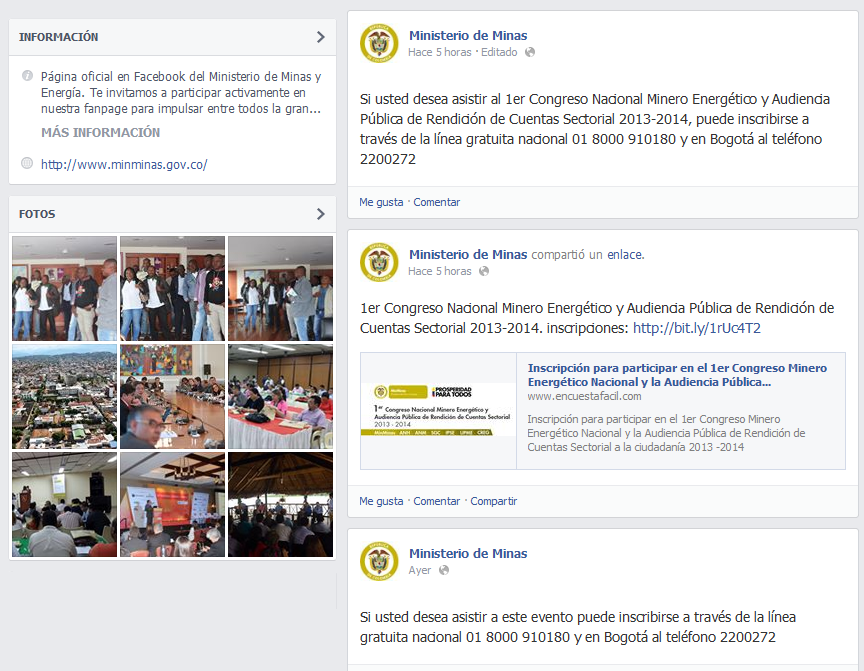 INFORMACIÓN
Página oficial en Facebook del Ministerio de Minas y
Energía. Te invitamos a participar activamente en
nuestra fanpage para impulsar entre todos la gran...
MÁS INFORMACIÓN
http://www.minminas.gov.co/
FOTOS
Ministerio de Minas
Hace 5 horas · Editado
Si usted desea asistir al 1er Congreso Nacional Minero Energético y Audiencia
Pública de Rendición de Cuentas Sectorial 2013-2014, puede inscribirse a
través de la línea gratuita nacional 01 8000 910180 y en Bogotá al teléfono
2200272
Me gusta · Comentar
Ministerio de Minas compartió un enlace.
Hace 5 horas
1er Congreso Nacional Minero Energético y Audiencia Pública de Rendición de
Cuentas Sectorial 2013-2014. inscripciones: http://bit.ly/1rUc4T2
MinMinas
PROSPERIDAD
PARA TODOS
1er Congreso Nacional Minero Energético y
Audiencia Pública de Rendición de Cuentas Sectorial
2013 - 2014
MinMinas ANH ANM SGC IPSE UPME CREG
Inscripción para participar en el 1er Congreso Minero
Energético Nacional y la Audiencia Pública...
www.encuestafacil.com
Inscripción para participar en el 1er Congreso Minero
Energético Nacional y la Audiencia Pública de Rendición de
Cuentas Sectorial a la ciudadanía 2013 -2014
Me gusta · Comentar · Compartir
Ministerio de Minas
Ayer
Si usted desea asistir a este evento puede inscribirse a través de la línea
gratuita nacional 01 8000 910180 y en Bogotá al teléfono 2200272